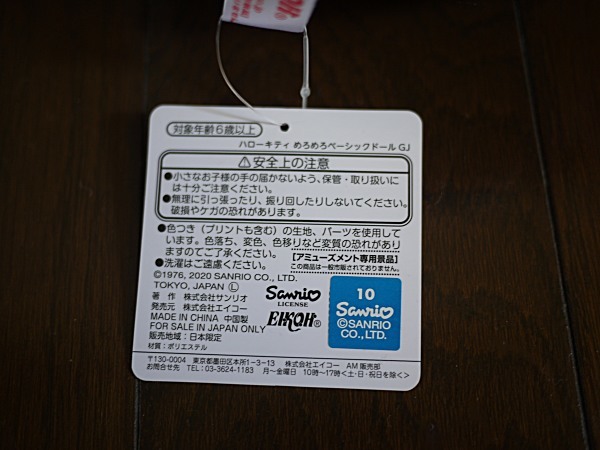 対象年齢6歳以上
ハローキティ めろめろベーシックドール GJ
⚠安全上の注意
●小さなお子様の手の届かないよう、保管・取り扱いに
は十分ご注意ください。
●無理に引っ張ったり、振り回したりしないでください。
破損やケガの恐れがあります。
●色つき(プリントも含む)の生地、パーツを使用して
います。色落ち、変色、色移りなど変質の恐れがあり
ますのでご了承ください。
●洗濯はご遠慮ください。
【アミューズメント専用景品】
この商品は一般市販されておりません。
©1976, 2020 SANRIO CO., LTD.
TOKYO, JAPAN Ⓛ
著 作 株式会社サンリオ
発売元 株式会社エイコー
MADE IN CHINA 中国製
FOR SALE IN JAPAN ONLY
販売地域:日本限定
材質:ポリエステル
Sanrio
LICENSE
EIKOH®
10
Sanrio
©SANRIO
CO., LTD.
〒130-0004 東京都墨田区本所1-3-13 株式会社エイコー AM販売部
お問合せ先 TEL:03-3624-1183 月〜金曜日 10時〜17時<土・日・祝日を除く>